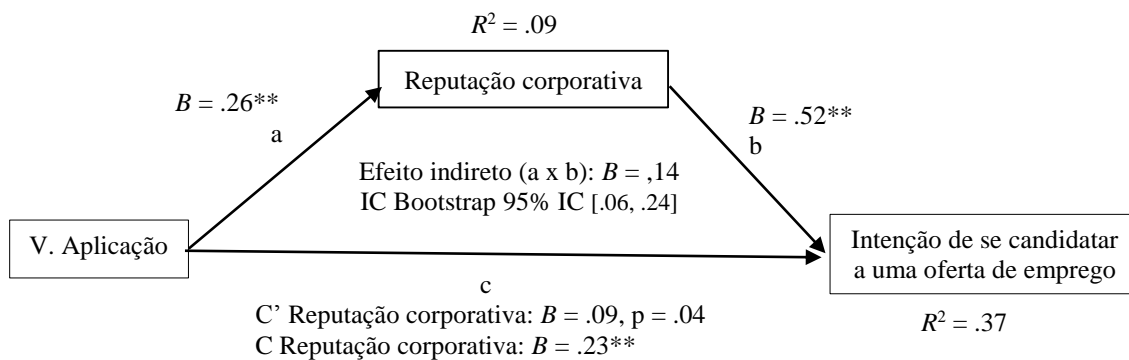 R² = .09
Reputação corporativa
B = .26**
a
B = .52**
b
Efeito indireto (a x b): B = ,14
IC Bootstrap 95% IC [.06, .24]
V. Aplicação
Intenção de se candidatar
a uma oferta de emprego
c
C’ Reputação corporativa: B = .09, p = .04
C Reputação corporativa: B = .23**
R² = .37